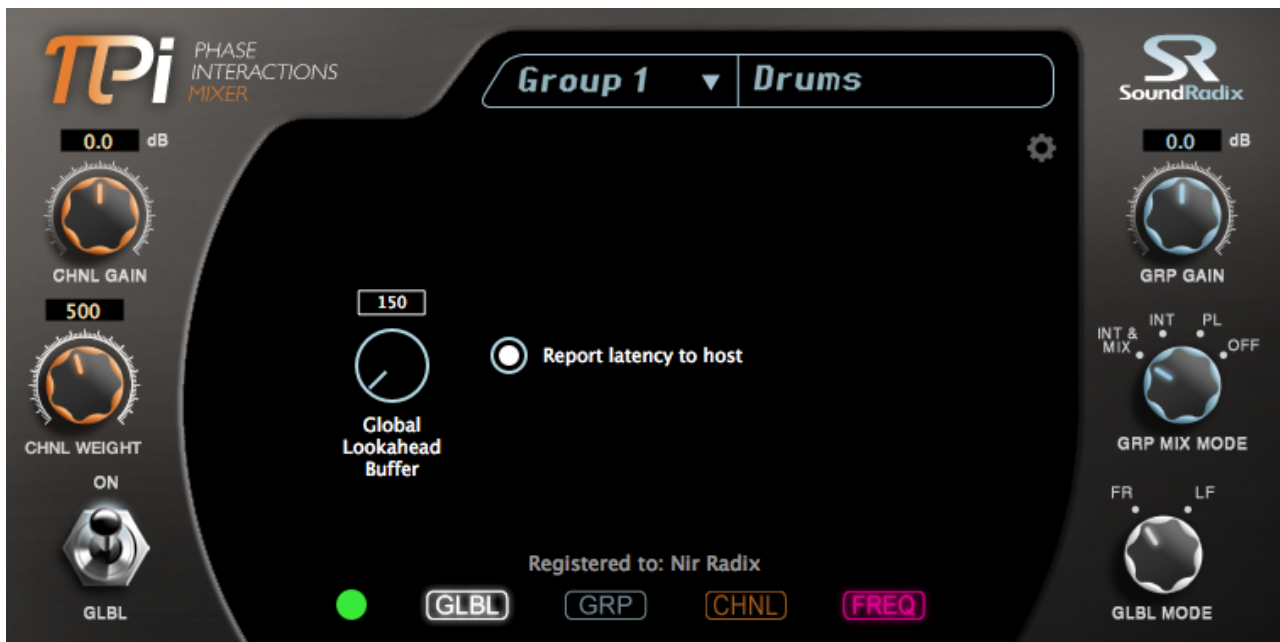 πPi
PHASE
INTERACTIONS
MIXER
Group 1 ▼ Drums
SR
SoundRadix
0.0 dB
CHNL GAIN
500
CHNL WEIGHT
ON
GLBL
150
Global
Lookahead
Buffer
Report latency to host
Registered to: Nir Radix
GLBL GRP CHNL FREQ
0.0 dB
GRP GAIN
INT &
MIX
INT
PL
OFF
GRP MIX MODE
FR LF
GLBL MODE